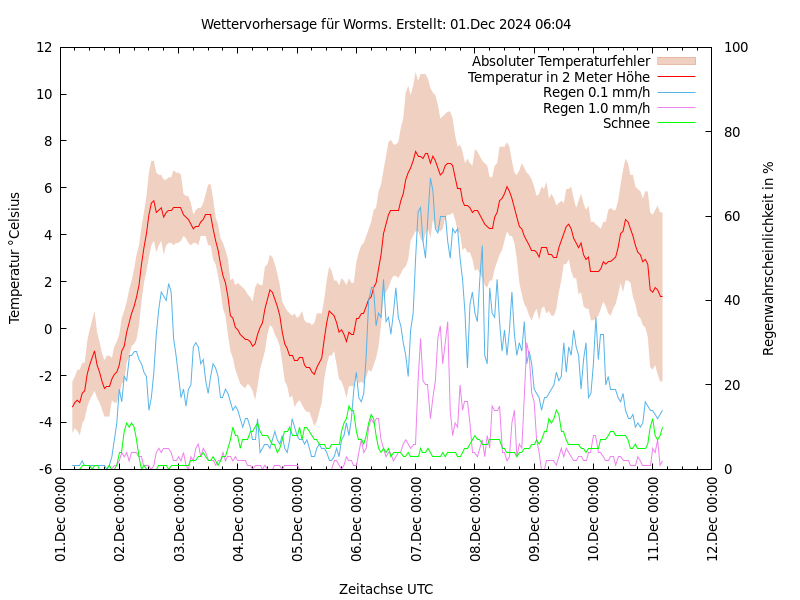 Wettervorhersage für Worms. Erstellt: 01.Dec 2024 06:04
Absoluter Temperaturfehler
Temperatur in 2 Meter Höhe
Regen 0.1 mm/h
Regen 1.0 mm/h
Schnee
Temperatur °Celsius
12
10
8
6
4
2
0
-2
-4
-6
100
80
60
40
20
0
Regenwahrscheinlichkeit in %
01.Dec 00:00
02.Dec 00:00
03.Dec 00:00
04.Dec 00:00
05.Dec 00:00
06.Dec 00:00
07.Dec 00:00
08.Dec 00:00
09.Dec 00:00
10.Dec 00:00
11.Dec 00:00
12.Dec 00:00
Zeitachse UTC